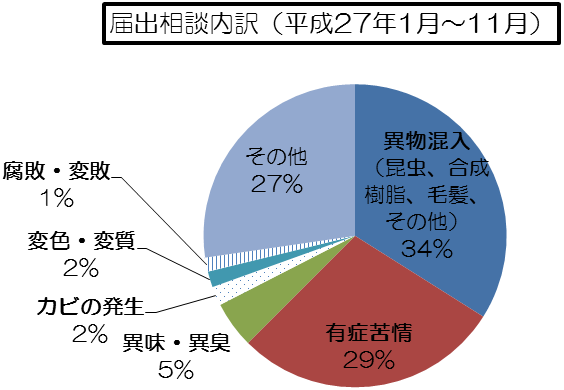 届出相談内訳（平成27年1月～11月）
異物混入
（昆虫、合成
樹脂、毛髪、
その他）
34%
有症苦情
29%
異味・異臭
5%
カビの発生
2%
変色・変質
2%
腐敗・変敗
1%
その他
27%